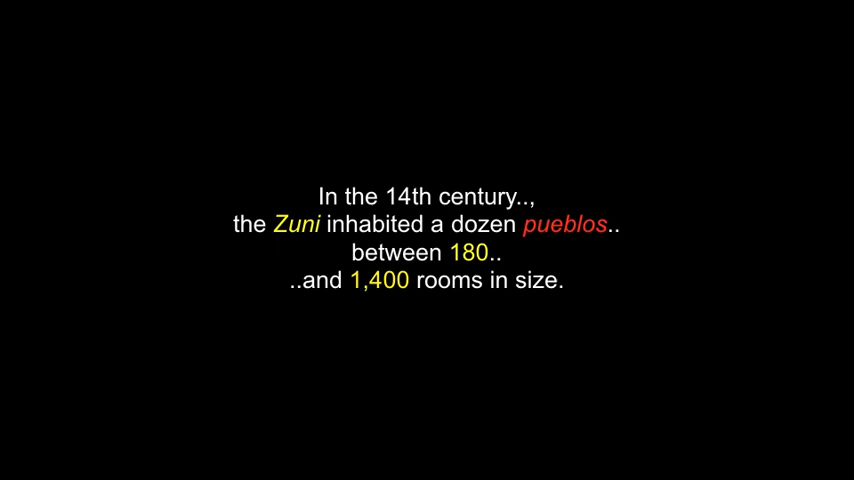 In the 14th century..,
the Zuni inhabited a dozen pueblos..
between 180..
..and 1,400 rooms in size.